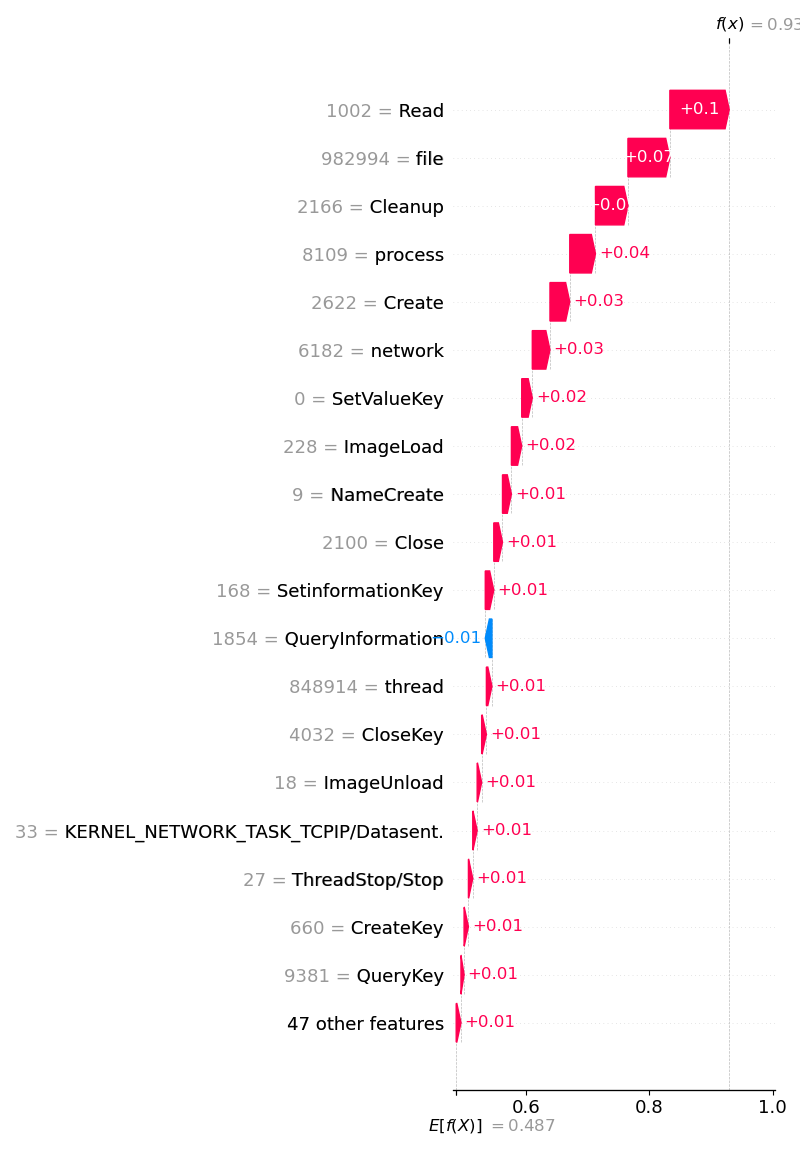 f(x) = 0.93
1002 = Read +0.1
982994 = file +0.07
2166 = Cleanup
8109 = process +0.04
2622 = Create +0.03
6182 = network +0.03
0 = SetValueKey +0.02
228 = ImageLoad +0.02
9 = NameCreate +0.01
2100 = Close +0.01
168 = SetinformationKey +0.01
1854 = QueryInformation −0.01
848914 = thread +0.01
4032 = CloseKey +0.01
18 = ImageUnload +0.01
33 = KERNEL_NETWORK_TASK_TCPIP/Datasent. +0.01
27 = ThreadStop/Stop +0.01
660 = CreateKey +0.01
9381 = QueryKey +0.01
47 other features +0.01
0.6 0.8 1.0
E[f(X)] = 0.487